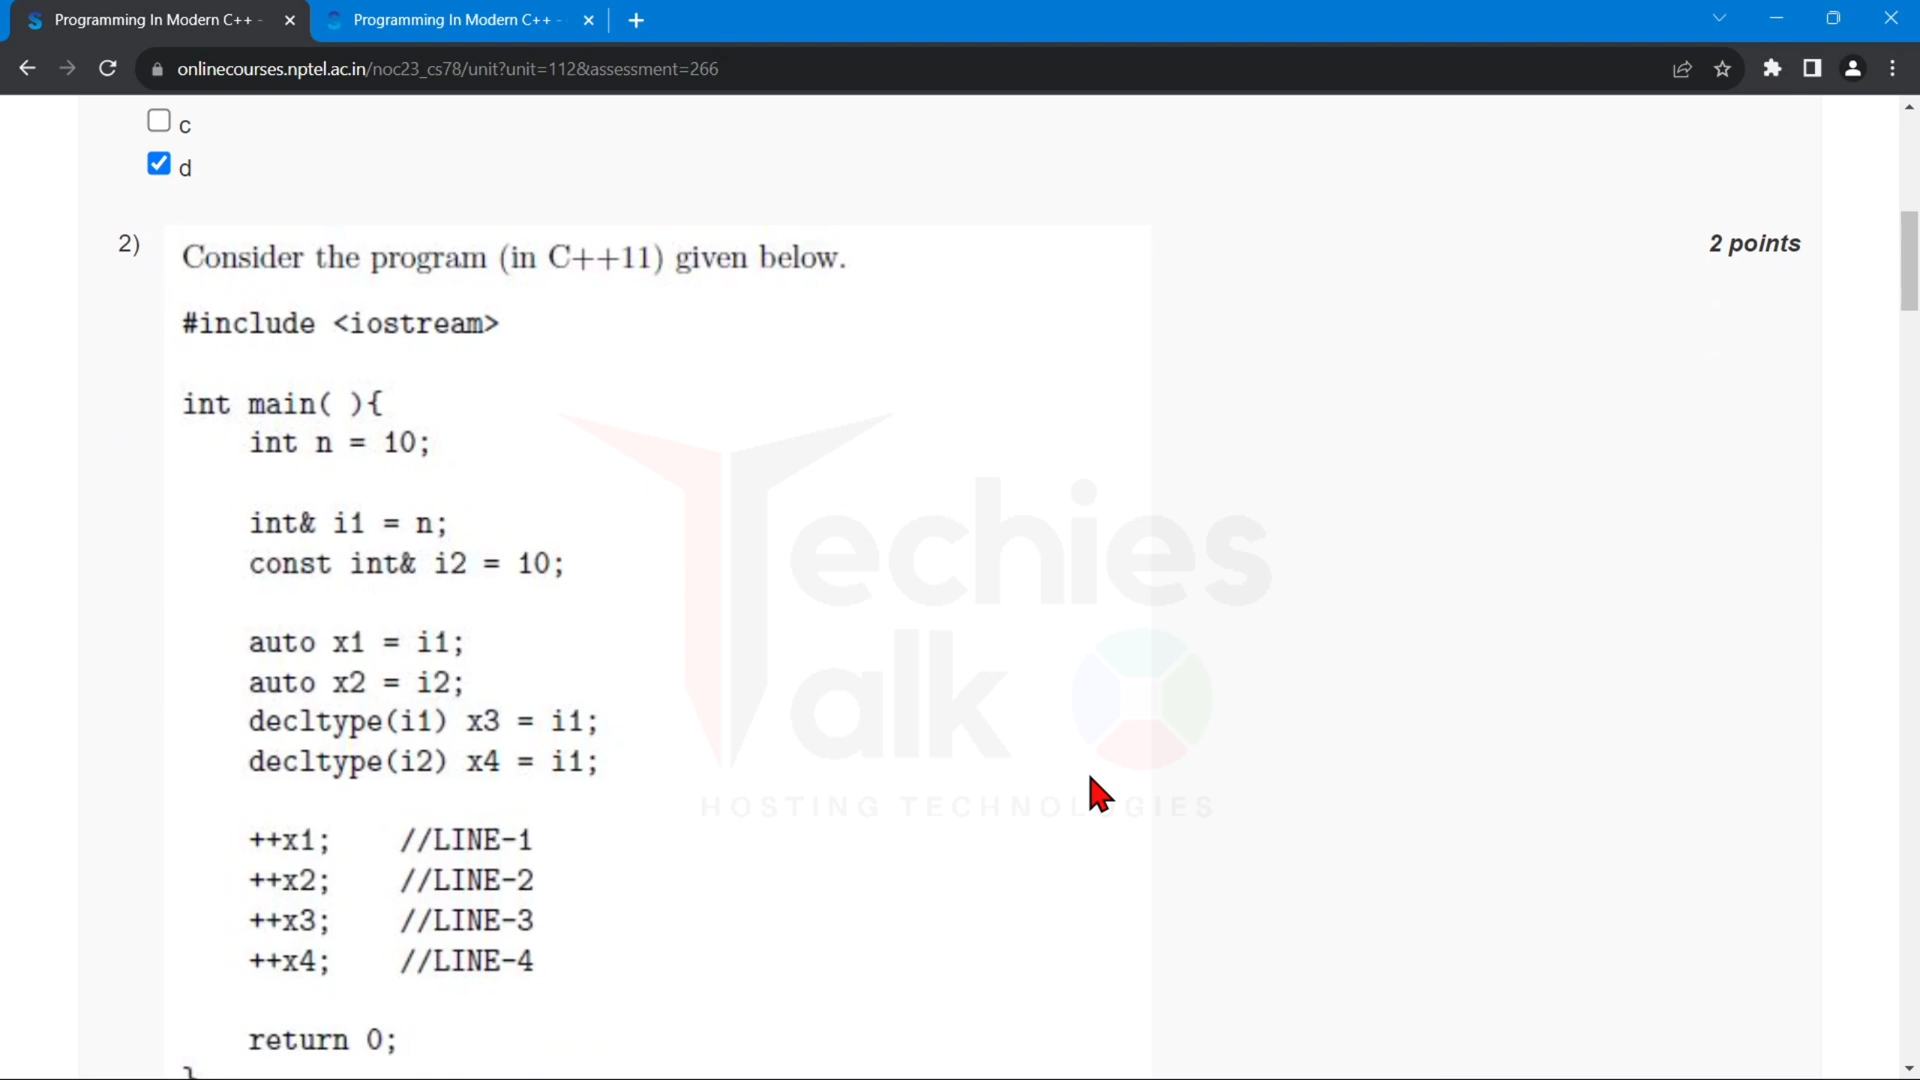 Programming In Modern C++ -
Programming In Modern C++ -
onlinecourses.nptel.ac.in/noc23_cs78/unit?unit=112&assessment=266
c
d
2)
2 points
Consider the program (in C++11) given below.
#include <iostream>
int main( ){
int n = 10;
int& i1 = n;
const int& i2 = 10;
auto x1 = i1;
auto x2 = i2;
decltype(i1) x3 = i1;
decltype(i2) x4 = i1;
++x1; //LINE-1
++x2; //LINE-2
++x3; //LINE-3
++x4; //LINE-4
return 0;
}
Techies
Talk
HOSTING TECHNOLOGIES